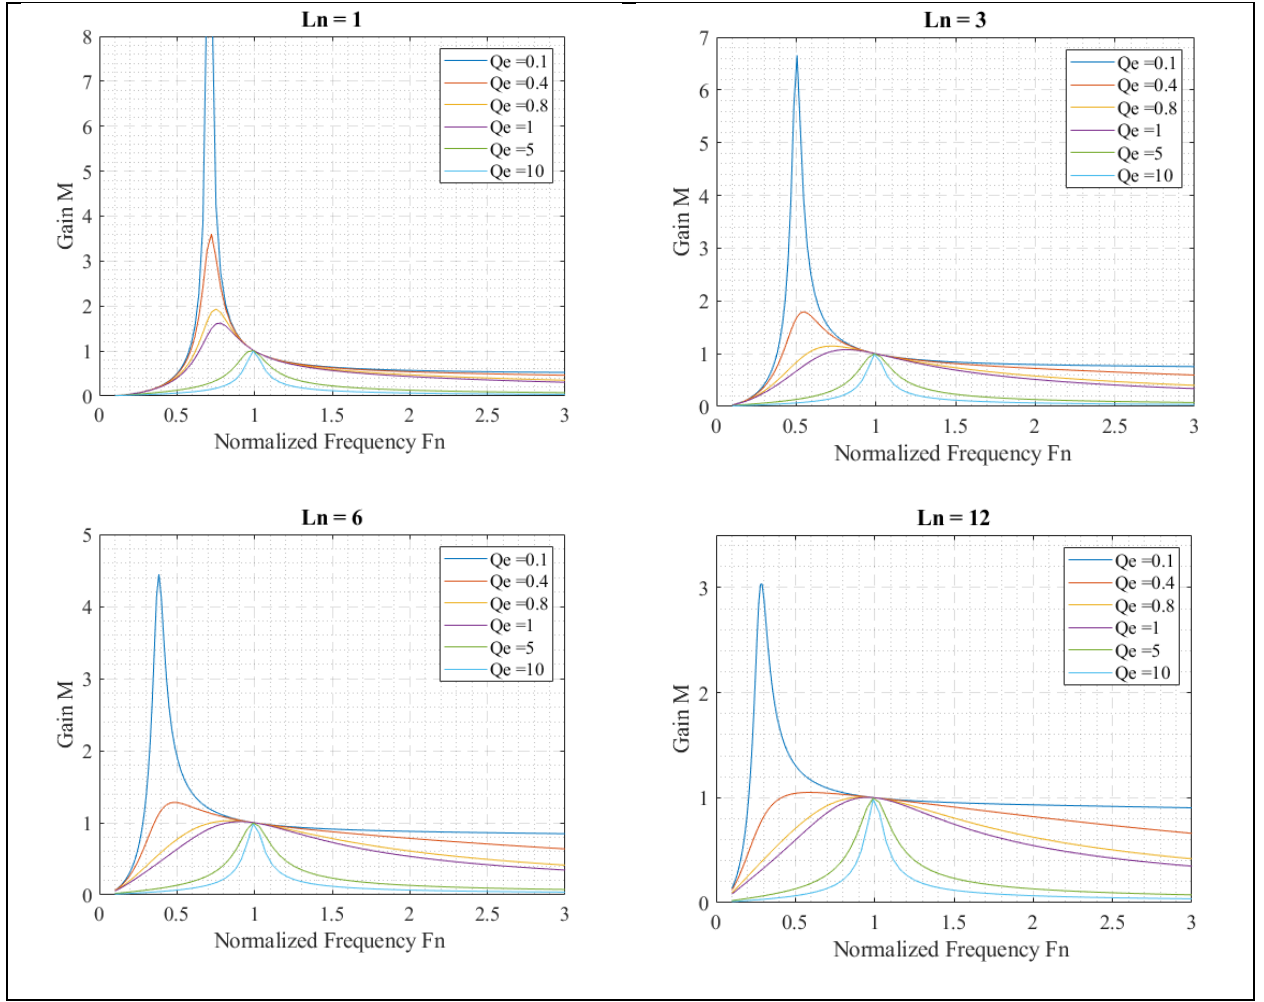 Ln = 1
8
7
6
5
4
3
2
1
0
Gain M
Qe =0.1
Qe =0.4
Qe =0.8
Qe =1
Qe =5
Qe =10
0 0.5 1 1.5 2 2.5 3
Normalized Frequency Fn
Ln = 3
7
6
5
4
3
2
1
0
Gain M
Qe =0.1
Qe =0.4
Qe =0.8
Qe =1
Qe =5
Qe =10
0 0.5 1 1.5 2 2.5 3
Normalized Frequency Fn
Ln = 6
5
4
3
2
1
0
Gain M
Qe =0.1
Qe =0.4
Qe =0.8
Qe =1
Qe =5
Qe =10
0 0.5 1 1.5 2 2.5 3
Normalized Frequency Fn
Ln = 12
3
2
1
0
Gain M
Qe =0.1
Qe =0.4
Qe =0.8
Qe =1
Qe =5
Qe =10
0 0.5 1 1.5 2 2.5 3
Normalized Frequency Fn